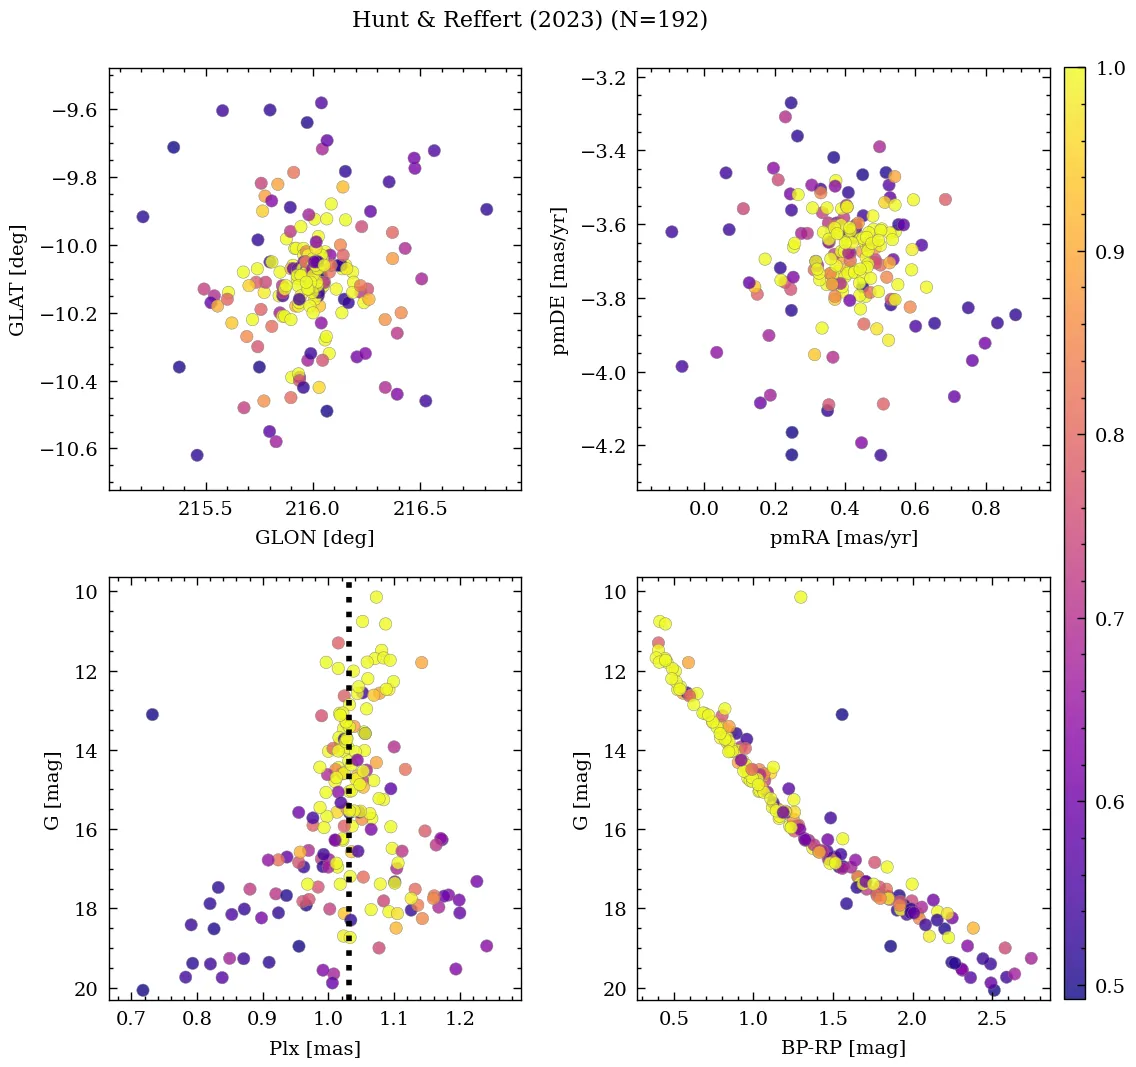 Hunt & Reffert (2023) (N=192)
−9.6
−9.8
−10.0
−10.2
−10.4
−10.6
GLAT [deg]
215.5 216.0 216.5
GLON [deg]
−3.2
−3.4
−3.6
−3.8
−4.0
−4.2
pmDE [mas/yr]
0.0 0.2 0.4 0.6 0.8
pmRA [mas/yr]
1.0
0.9
0.8
0.7
0.6
0.5
10
12
14
16
18
20
G [mag]
0.7 0.8 0.9 1.0 1.1 1.2
Plx [mas]
10
12
14
16
18
20
G [mag]
0.5 1.0 1.5 2.0 2.5
BP-RP [mag]